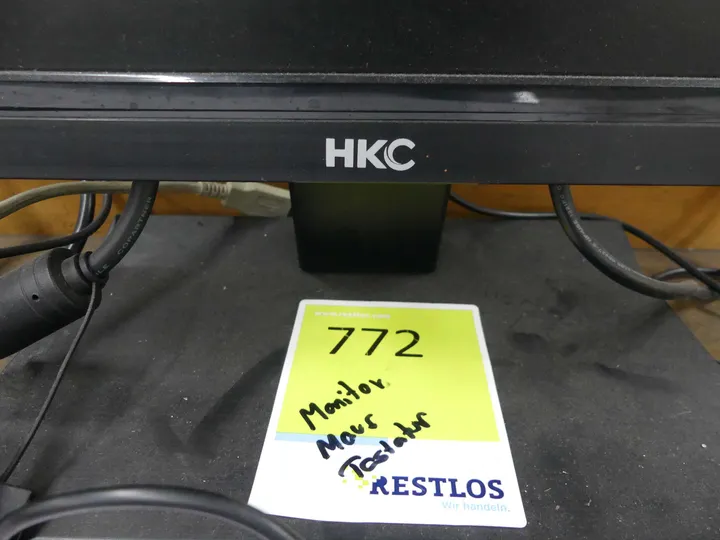 HKC
772
Monitor
Maus
Tastatur
RESTLOS
Wir handeln.